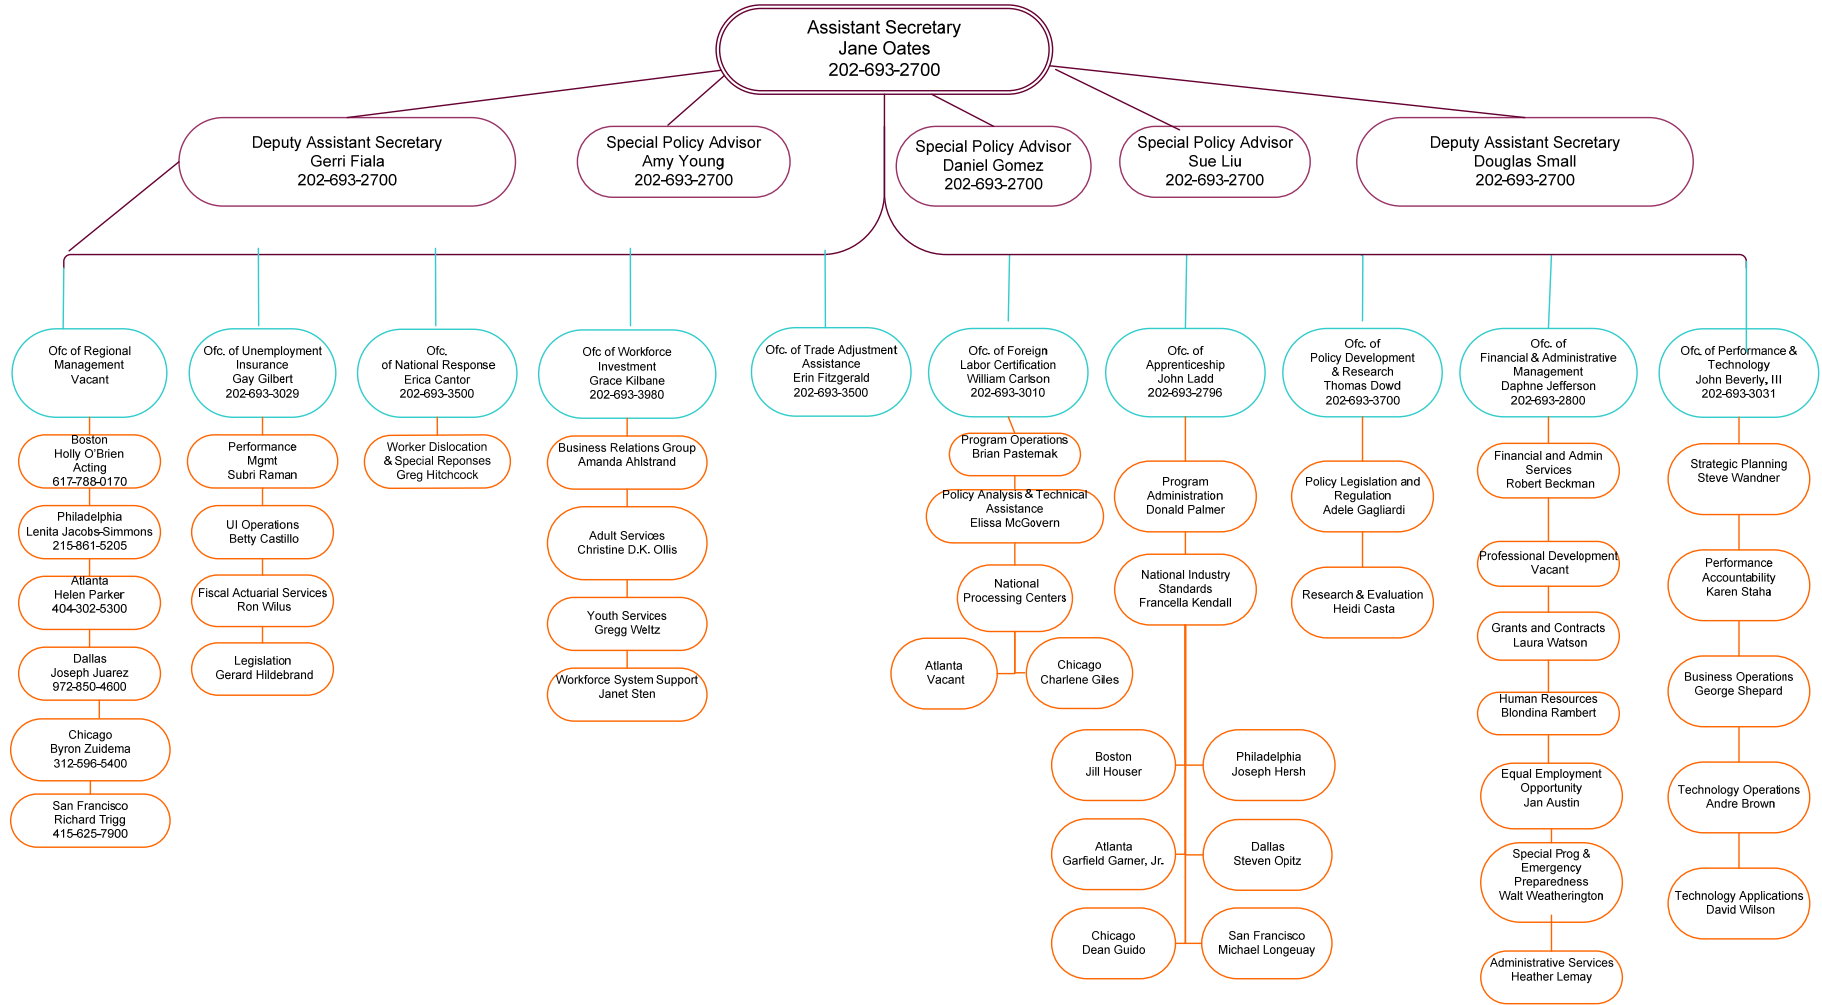 Assistant Secretary
Jane Oates
202-693-2700
Deputy Assistant Secretary
Gerri Fiala
202-693-2700
Special Policy Advisor
Amy Young
202-693-2700
Special Policy Advisor
Daniel Gomez
202-693-2700
Special Policy Advisor
Sue Liu
202-693-2700
Deputy Assistant Secretary
Douglas Small
202-693-2700
Ofc of Regional
Management
Vacant
Ofc. of Unemployment
Insurance
Gay Gilbert
202-693-3029
Ofc.
of National Response
Erica Cantor
202-693-3500
Ofc of Workforce
Investment
Grace Kilbane
202-693-3980
Ofc. of Trade Adjustment
Assistance
Erin Fitzgerald
202-693-3500
Ofc. of Foreign
Labor Certification
William Carlson
202-693-3010
Ofc. of
Apprenticeship
John Ladd
202-693-2796
Ofc. of
Policy Development
& Research
Thomas Dowd
202-693-3700
Ofc. of
Financial & Administrative
Management
Daphne Jefferson
202-693-2800
Ofc. of Performance &
Technology
John Beverly, III
202-693-3031
Boston
Holly O'Brien
Acting
617-788-0170
Philadelphia
Lenita Jacobs-Simmons
215-861-5205
Atlanta
Helen Parker
404-302-5300
Dallas
Joseph Juarez
972-850-4600
Chicago
Byron Zuidema
312-596-5400
San Francisco
Richard Trigg
415-625-7900
Performance
Mgmt
Subri Raman
UI Operations
Betty Castillo
Fiscal Actuarial Services
Ron Wilus
Legislation
Gerard Hildebrand
Worker Dislocation
& Special Reponses
Greg Hitchcock
Business Relations Group
Amanda Ahlstrand
Adult Services
Christine D.K. Ollis
Youth Services
Gregg Weltz
Workforce System Support
Janet Sten
Program Operations
Brian Pasternak
Policy Analysis & Technical
Assistance
Elissa McGovern
National
Processing Centers
Atlanta
Vacant
Chicago
Charlene Giles
Program
Administration
Donald Palmer
National Industry
Standards
Francella Kendall
Boston
Jill Houser
Philadelphia
Joseph Hersh
Atlanta
Garfield Garner, Jr.
Dallas
Steven Opitz
Chicago
Dean Guido
San Francisco
Michael Longeuay
Policy Legislation and
Regulation
Adele Gagliardi
Research & Evaluation
Heidi Casta
Financial and Admin
Services
Robert Beckman
Professional Development
Vacant
Grants and Contracts
Laura Watson
Human Resources
Blondina Rambert
Equal Employment
Opportunity
Jan Austin
Special Prog &
Emergency
Preparedness
Walt Weatherington
Administrative Services
Heather Lemay
Strategic Planning
Steve Wandner
Performance
Accountability
Karen Staha
Business Operations
George Shepard
Technology Operations
Andre Brown
Technology Applications
David Wilson